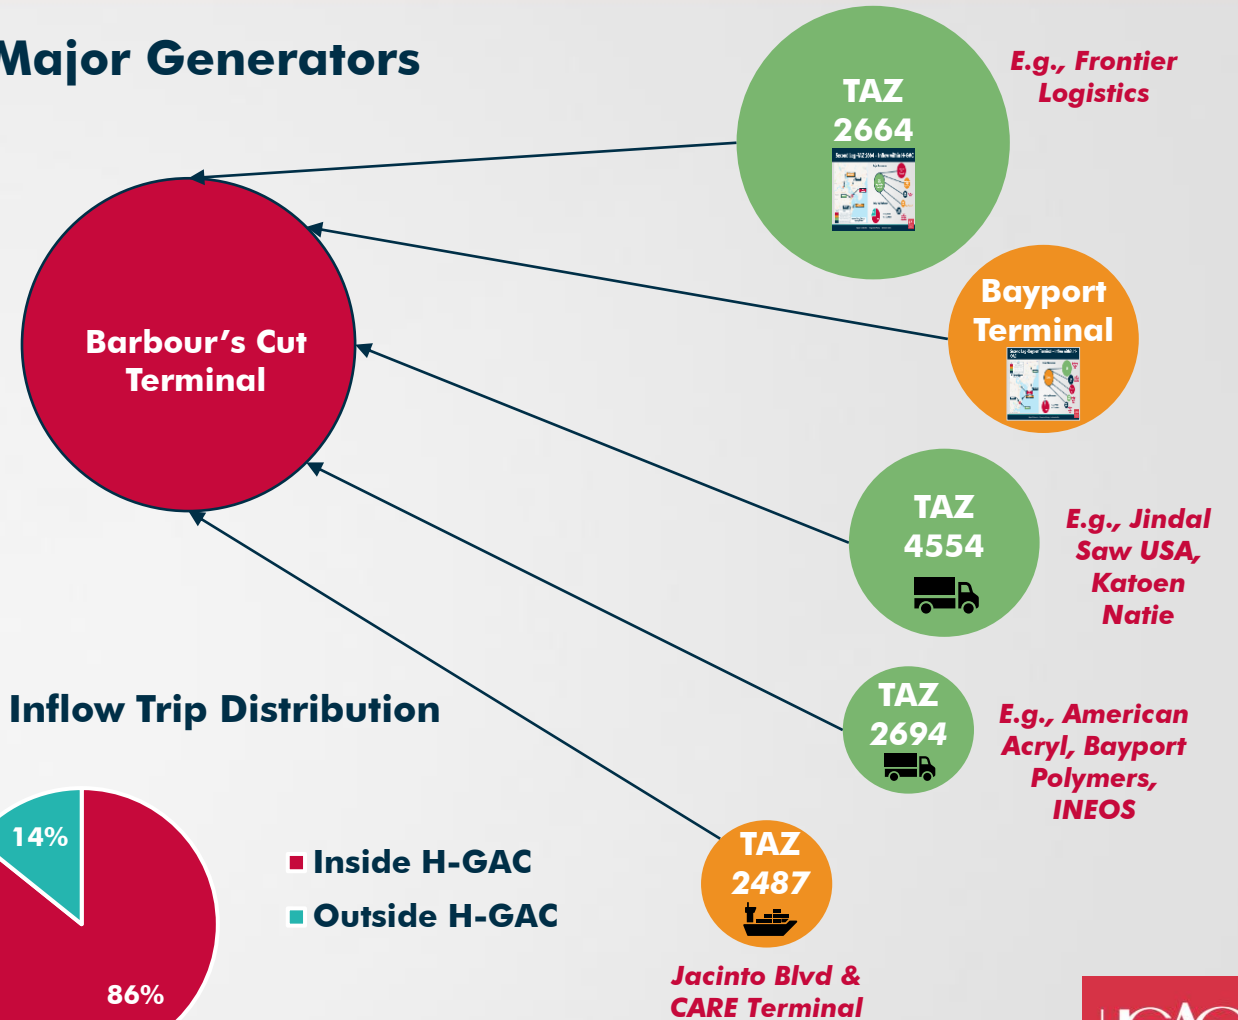 Major Generators
TAZ
2664
E.g., Frontier
Logistics
Bayport
Terminal
Barbour's Cut
Terminal
TAZ
4554
E.g., Jindal
Saw USA,
Katoen
Natie
TAZ
2694
E.g., American
Acryl, Bayport
Polymers,
INEOS
Inflow Trip Distribution
14%
86%
Inside H-GAC
Outside H-GAC
TAZ
2487
Jacinto Blvd &
CARE Terminal